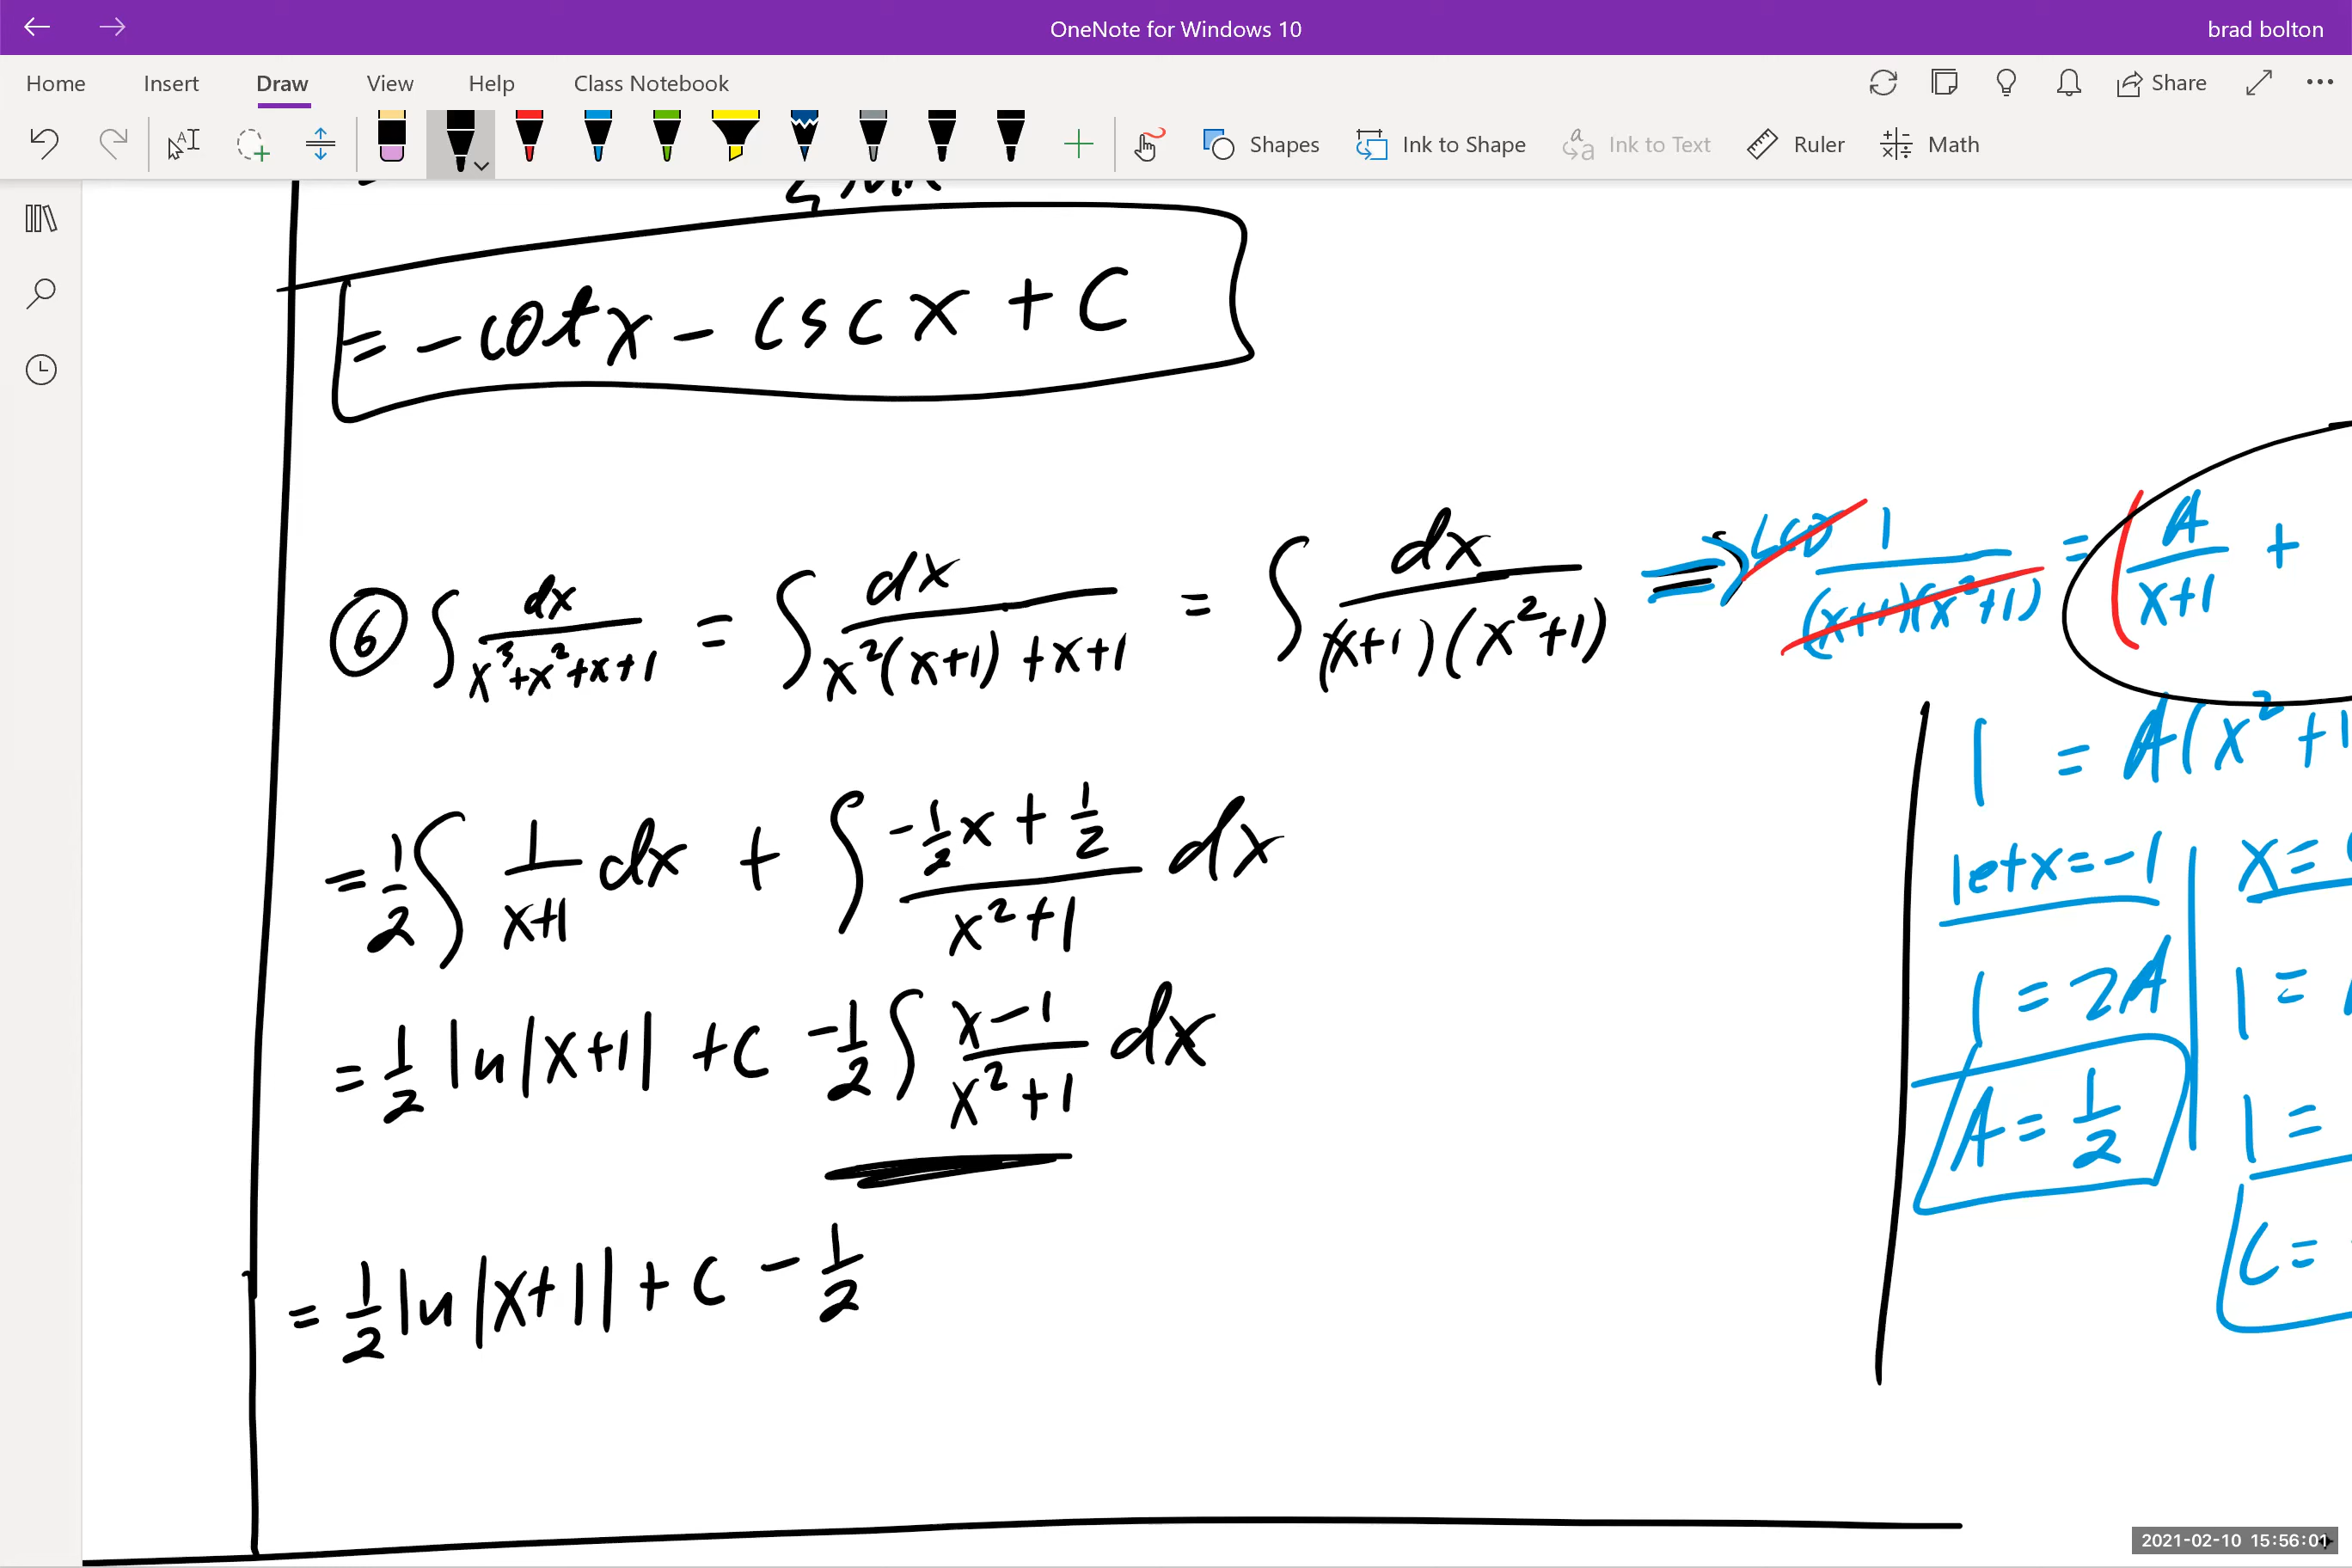 OneNote for Windows 10
brad bolton
Home Insert Draw View Help Class Notebook
Share
Shapes Ink to Shape Ink to Text Ruler Math
= -cotx - cscx + C
⑥ ∫ dx/(x³+x²+x+1) = ∫ dx/(x²(x+1)+x+1) = ∫ dx/((x+1)(x²+1)) ⇒ 1/((x+1)(x²+1)) = A/(x+1) +
1 = A(x²+1
= 1/2 ∫ 1/(x+1) dx + ∫ (-1/2 x + 1/2)/(x²+1) dx
let x=-1
x=
1 = 2A
1 =
= 1/2 ln|x+1| + c - 1/2 ∫ (x-1)/(x²+1) dx
A = 1/2
1 =
C =
= 1/2 ln|x+1| + c - 1/2
2021-02-10 15:56:01